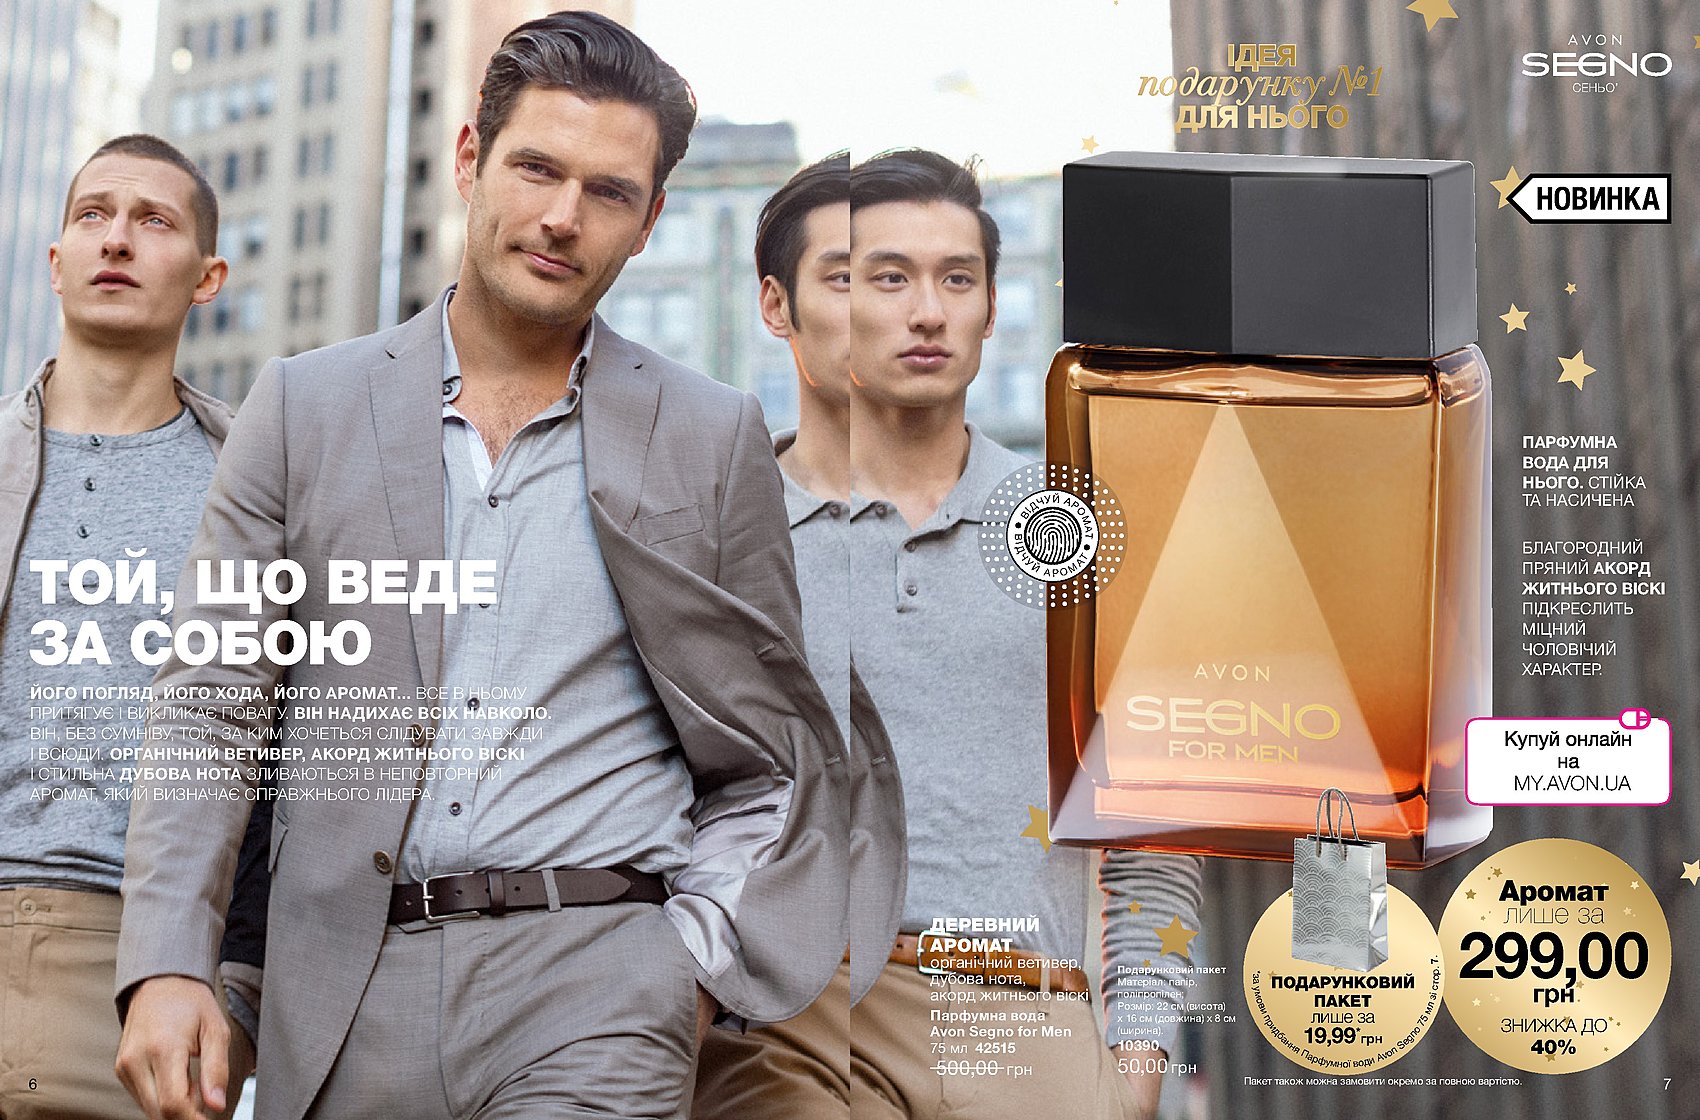 ТОЙ, ЩО ВЕДЕ
ЗА СОБОЮ
ЙОГО ПОГЛЯД, ЙОГО ХОДА, ЙОГО АРОМАТ... ВСЕ В НЬОМУ
ПРИТЯГУЄ І ВИКЛИКАЄ ПОВАГУ. ВІН НАДИХАЄ ВСІХ НАВКОЛО.
ВІН, БЕЗ СУМНІВУ, ТОЙ, ЗА КИМ ХОЧЕТЬСЯ СЛІДУВАТИ ЗАВЖДИ
І ВСЮДИ. ОРГАНІЧНИЙ ВЕТИВЕР, АКОРД ЖИТНЬОГО ВІСКІ
І СТИЛЬНА ДУБОВА НОТА ЗЛИВАЮТЬСЯ В НЕПОВТОРНИЙ
АРОМАТ, ЯКИЙ ВИЗНАЧАЄ СПРАВЖНЬОГО ЛІДЕРА.
6
ІДЕЯ
подарунку №1
ДЛЯ НЬОГО
AVON
SEGNO
СЕНЬО'
НОВИНКА
ПАРФУМНА
ВОДА ДЛЯ
НЬОГО. СТІЙКА
ТА НАСИЧЕНА
БЛАГОРОДНИЙ
ПРЯНИЙ АКОРД
ЖИТНЬОГО ВІСКІ
ПІДКРЕСЛИТЬ
МІЦНИЙ
ЧОЛОВІЧИЙ
ХАРАКТЕР.
ВІДЧУЙ АРОМАТ • ВІДЧУЙ АРОМАТ •
AVON
SEGNO
FOR MEN
Купуй онлайн
на
MY.AVON.UA
ДЕРЕВНИЙ
АРОМАТ
органічний ветивер,
дубова нота,
акорд житнього віскі
Парфумна вода
Avon Segno for Men
75 мл 42515
500,00 грн
Подарунковий пакет
Матеріал: папір,
поліпропілен.
Розмір: 22 см (висота)
х 16 см (довжина) х 8 см
(ширина).
10390
50,00 грн
ПОДАРУНКОВИЙ
ПАКЕТ
лише за
19,99* грн
*за умови придбання Парфумної води Avon Segno 75 мл зі стор. 7.
Аромат
лише за
299,00
грн
ЗНИЖКА ДО
40%
Пакет також можна замовити окремо за повною вартістю.
7